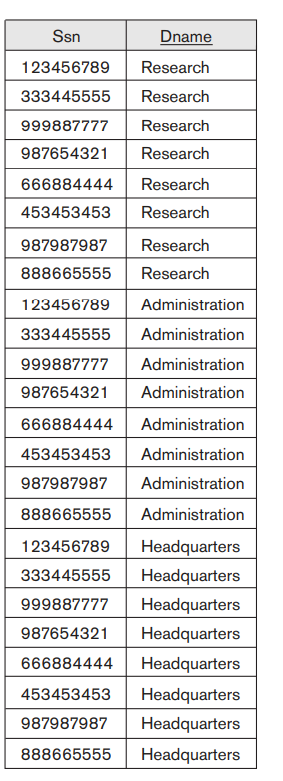 Ssn Dname
123456789 Research
333445555 Research
999887777 Research
987654321 Research
666884444 Research
453453453 Research
987987987 Research
888665555 Research
123456789 Administration
333445555 Administration
999887777 Administration
987654321 Administration
666884444 Administration
453453453 Administration
987987987 Administration
888665555 Administration
123456789 Headquarters
333445555 Headquarters
999887777 Headquarters
987654321 Headquarters
666884444 Headquarters
453453453 Headquarters
987987987 Headquarters
888665555 Headquarters